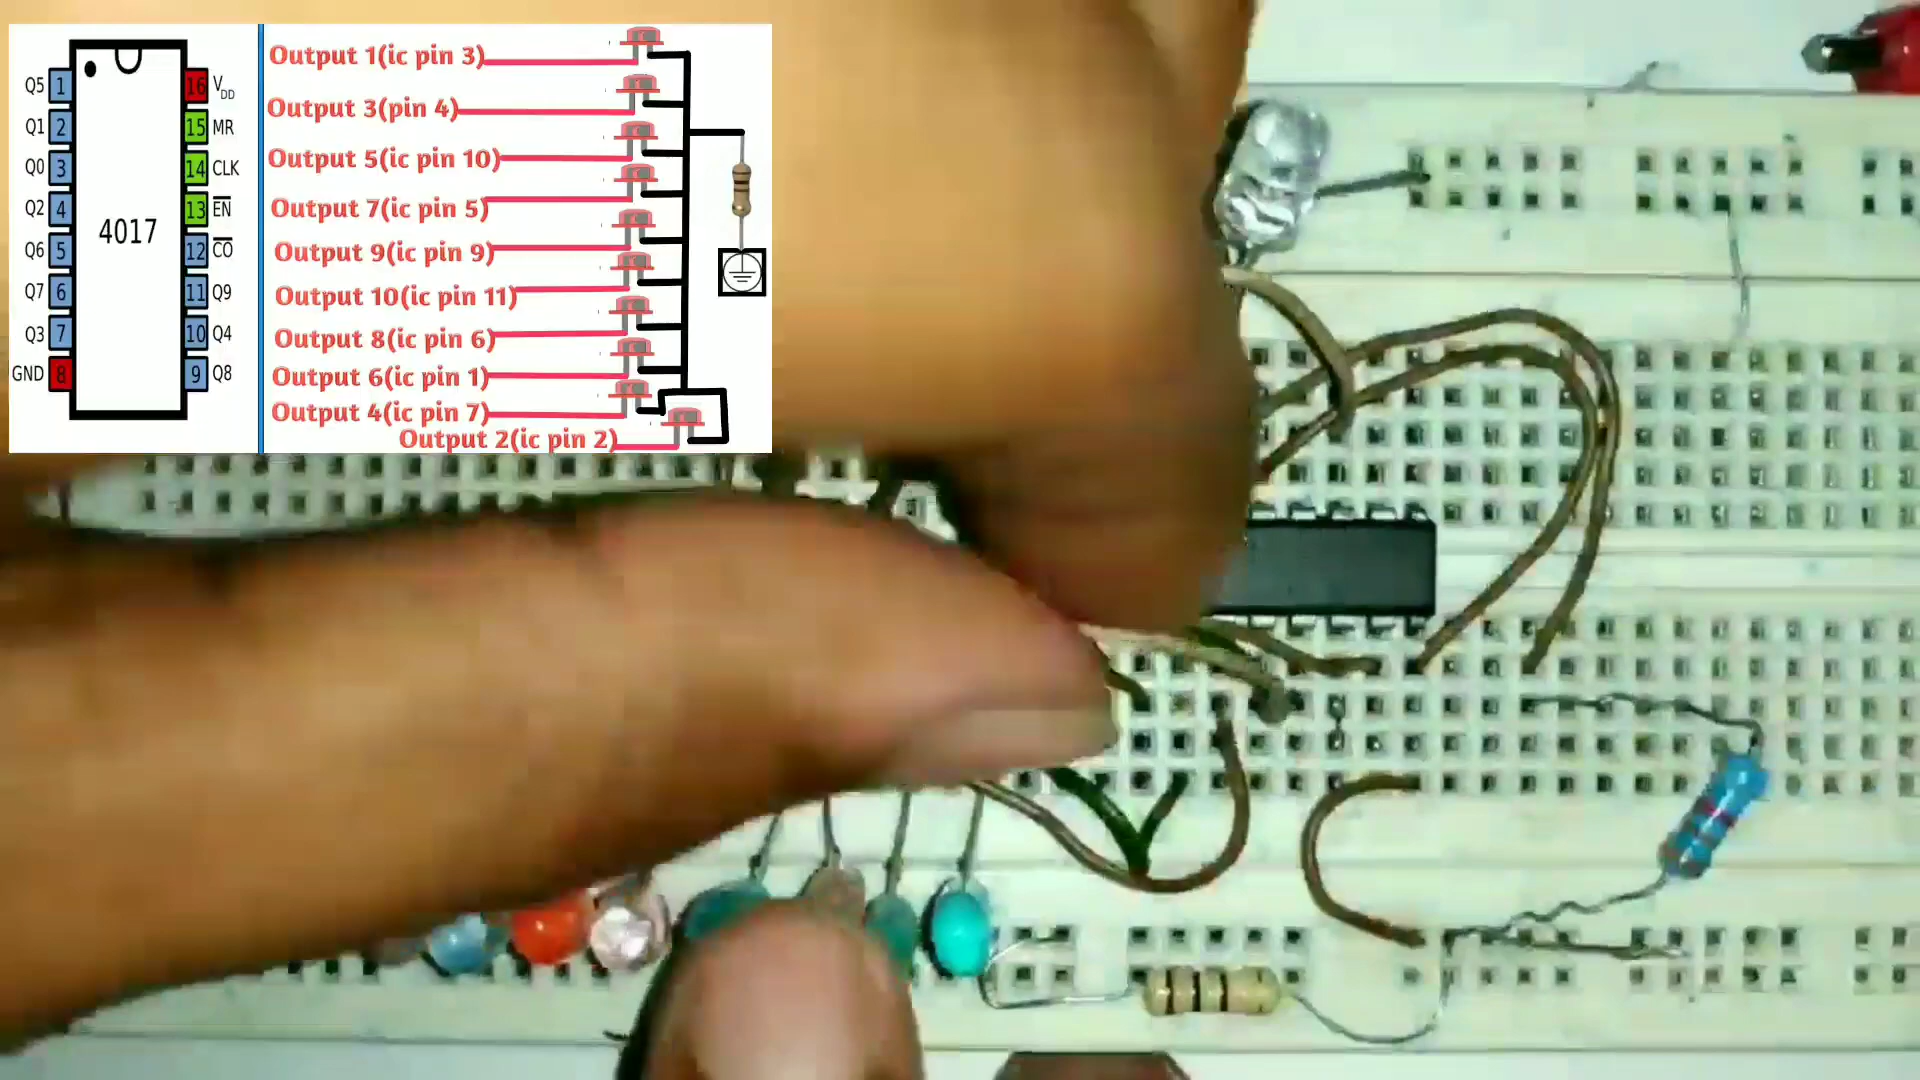 Q5 1 16 VDD
Q1 2 15 MR
Q0 3 14 CLK
Q2 4 13 EN
Q6 5 12 CO
Q7 6 11 Q9
Q3 7 10 Q4
GND 8 9 Q8
4017
Output 1(ic pin 3)
Output 3(pin 4)
Output 5(ic pin 10)
Output 7(ic pin 5)
Output 9(ic pin 9)
Output 10(ic pin 11)
Output 8(ic pin 6)
Output 6(ic pin 1)
Output 4(ic pin 7)
Output 2(ic pin 2)